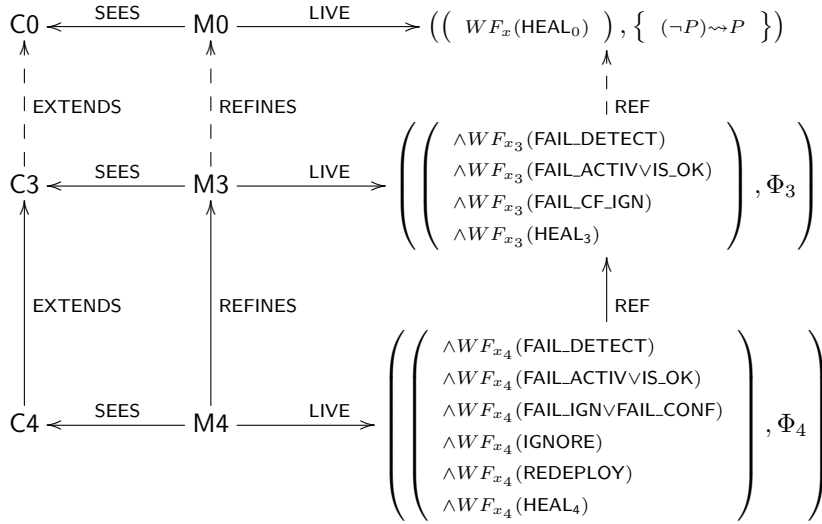 C0 SEES M0 LIVE (( WF_x(HEAL_0) ), { (¬P)⇝P })
EXTENDS REFINES REF
∧WF_{x_3}(FAIL_DETECT)
∧WF_{x_3}(FAIL_ACTIV∨IS_OK)
C3 SEES M3 LIVE , Φ_3
∧WF_{x_3}(FAIL_CF_IGN)
∧WF_{x_3}(HEAL_3)
EXTENDS REFINES REF
∧WF_{x_4}(FAIL_DETECT)
∧WF_{x_4}(FAIL_ACTIV∨IS_OK)
∧WF_{x_4}(FAIL_IGN∨FAIL_CONF)
C4 SEES M4 LIVE , Φ_4
∧WF_{x_4}(IGNORE)
∧WF_{x_4}(REDEPLOY)
∧WF_{x_4}(HEAL_4)